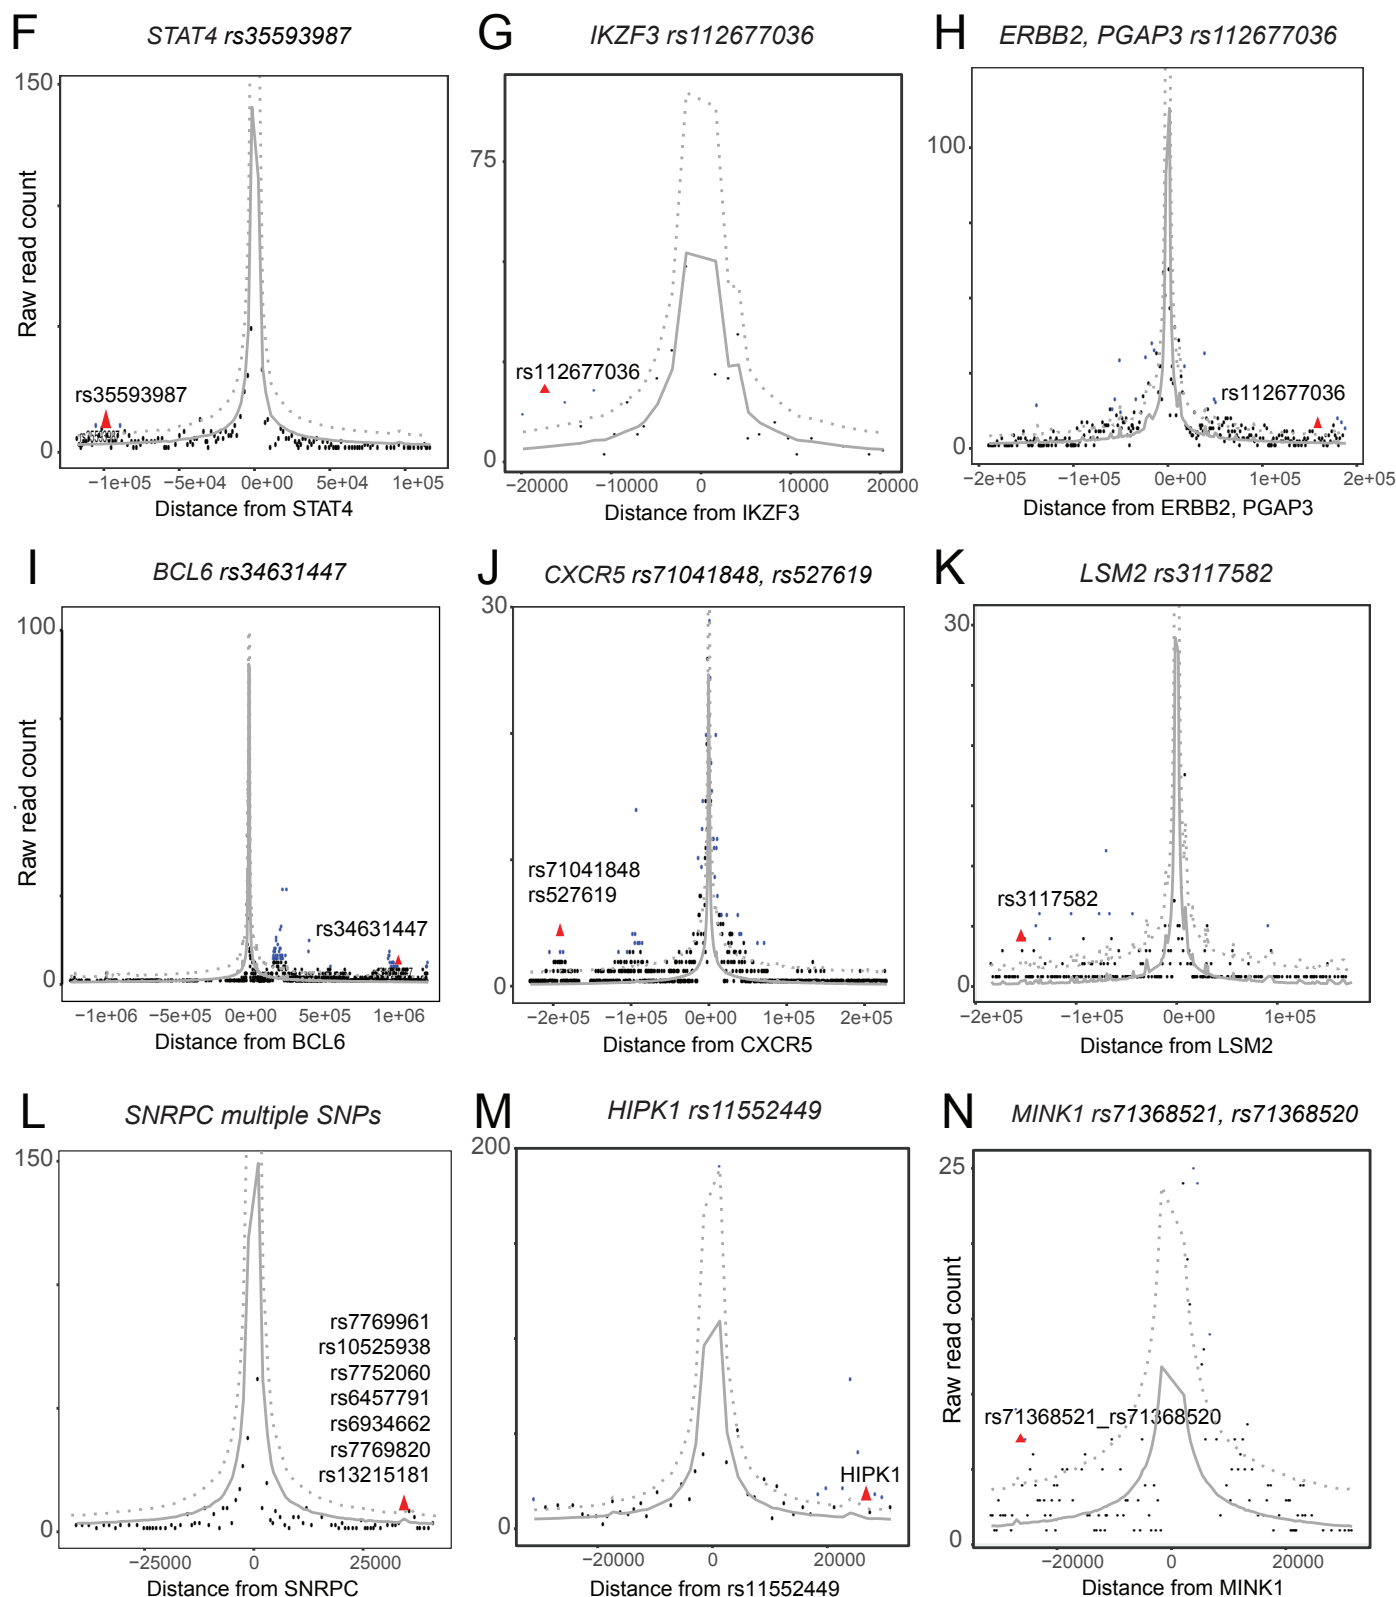 F STAT4 rs35593987
150
Raw read count
rs35593987
rs35593987
0
−1e+05 −5e+04 0e+00 5e+04 1e+05
Distance from STAT4
G IKZF3 rs112677036
75
rs112677036
0
−20000 −10000 0 10000 20000
Distance from IKZF3
H ERBB2, PGAP3 rs112677036
100
rs112677036
0
−2e+05 −1e+05 0e+00 1e+05 2e+05
Distance from ERBB2, PGAP3
I BCL6 rs34631447
100
Raw read count
rs34631447
0
−1e+06 −5e+05 0e+00 5e+05 1e+06
Distance from BCL6
J CXCR5 rs71041848, rs527619
30
rs71041848
rs527619
0
−2e+05 −1e+05 0e+00 1e+05 2e+05
Distance from CXCR5
K LSM2 rs3117582
30
rs3117582
0
−2e+05 −1e+05 0e+00 1e+05
Distance from LSM2
L SNRPC multiple SNPs
150
rs7769961
rs10525938
rs7752060
rs6457791
rs6934662
rs7769820
rs13215181
0
−25000 0 25000
Distance from SNRPC
M HIPK1 rs11552449
200
HIPK1
0
−20000 0 20000
Distance from rs11552449
N MINK1 rs71368521, rs71368520
25
Raw read count
rs71368521_rs71368520
0
−20000 0 20000
Distance from MINK1